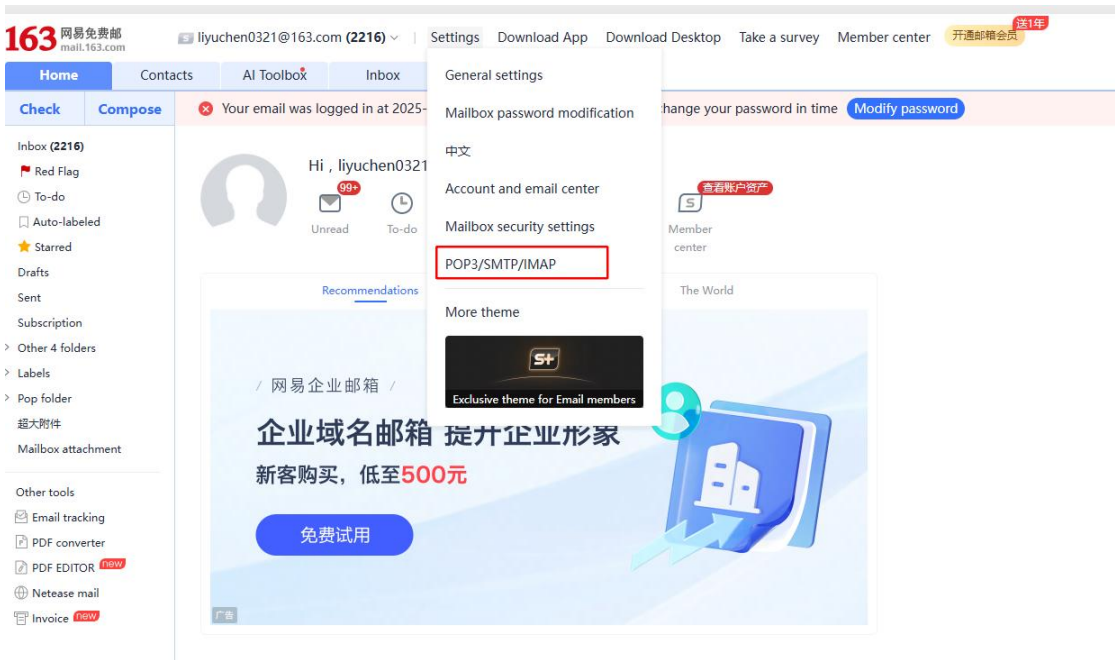 163 网易免费邮
mail.163.com
liyuchen0321@163.com (2216)
Settings
Download App
Download Desktop
Take a survey
Member center
开通邮箱会员
送1年
Home
Contacts
AI Toolbox
Inbox
Check
Compose
Your email was logged in at 2025-
hange your password in time
Modify password
Inbox (2216)
Red Flag
To-do
Auto-labeled
Starred
Drafts
Sent
Subscription
Other 4 folders
Labels
Pop folder
超大附件
Mailbox attachment
Other tools
Email tracking
PDF converter
PDF EDITOR new
Netease mail
Invoice new
Hi , liyuchen0321
99+
Unread
To-do
General settings
Mailbox password modification
中文
Account and email center
Mailbox security settings
POP3/SMTP/IMAP
More theme
S+
Exclusive theme for Email members
查看账户资产
S
Member
center
Recommendations
The World
/ 网易企业邮箱 /
企业域名邮箱 提升企业形象
新客购买，低至500元
免费试用
广告